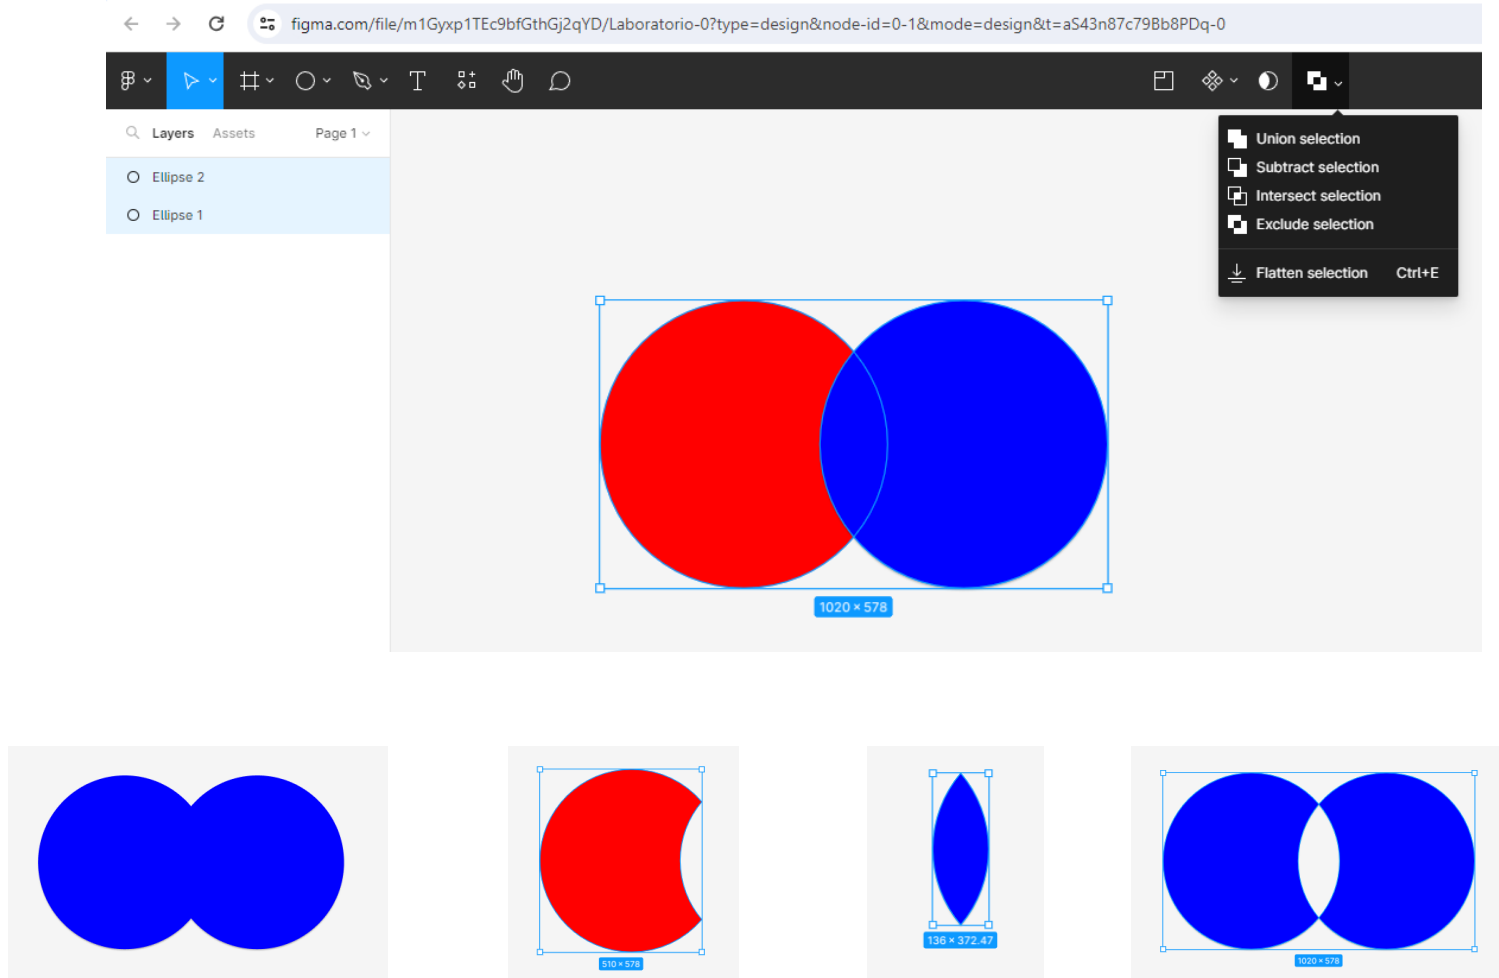 figma.com/file/m1Gyxp1TEc9bfGthGj2qYD/Laboratorio-0?type=design&node-id=0-1&mode=design&t=aS43n87c79Bb8PDq-0
Layers Assets Page 1
Ellipse 2
Ellipse 1
Union selection
Subtract selection
Intersect selection
Exclude selection
Flatten selection Ctrl+E
1020 × 578
510 × 578
136 × 372.47
1020 × 578